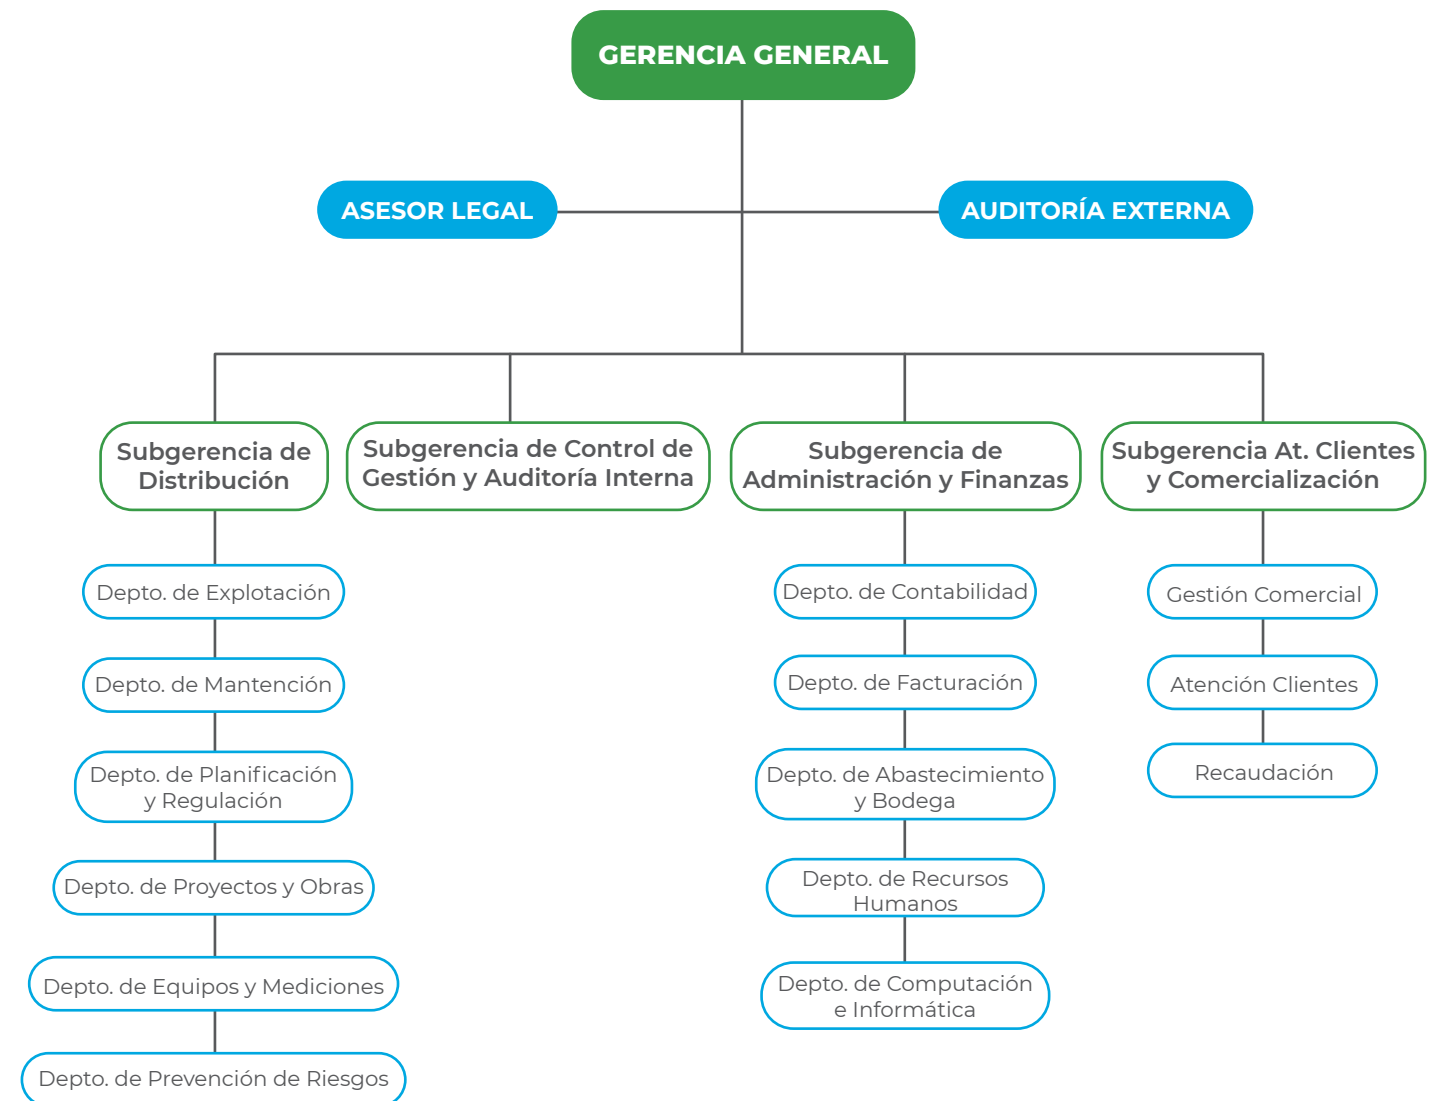 GERENCIA GENERAL
ASESOR LEGAL
AUDITORÍA EXTERNA
Subgerencia de
Distribución
Subgerencia de Control de
Gestión y Auditoría Interna
Subgerencia de
Administración y Finanzas
Subgerencia At. Clientes
y Comercialización
Depto. de Explotación
Depto. de Mantención
Depto. de Planificación
y Regulación
Depto. de Proyectos y Obras
Depto. de Equipos y Mediciones
Depto. de Prevención de Riesgos
Depto. de Contabilidad
Depto. de Facturación
Depto. de Abastecimiento
y Bodega
Depto. de Recursos
Humanos
Depto. de Computación
e Informática
Gestión Comercial
Atención Clientes
Recaudación